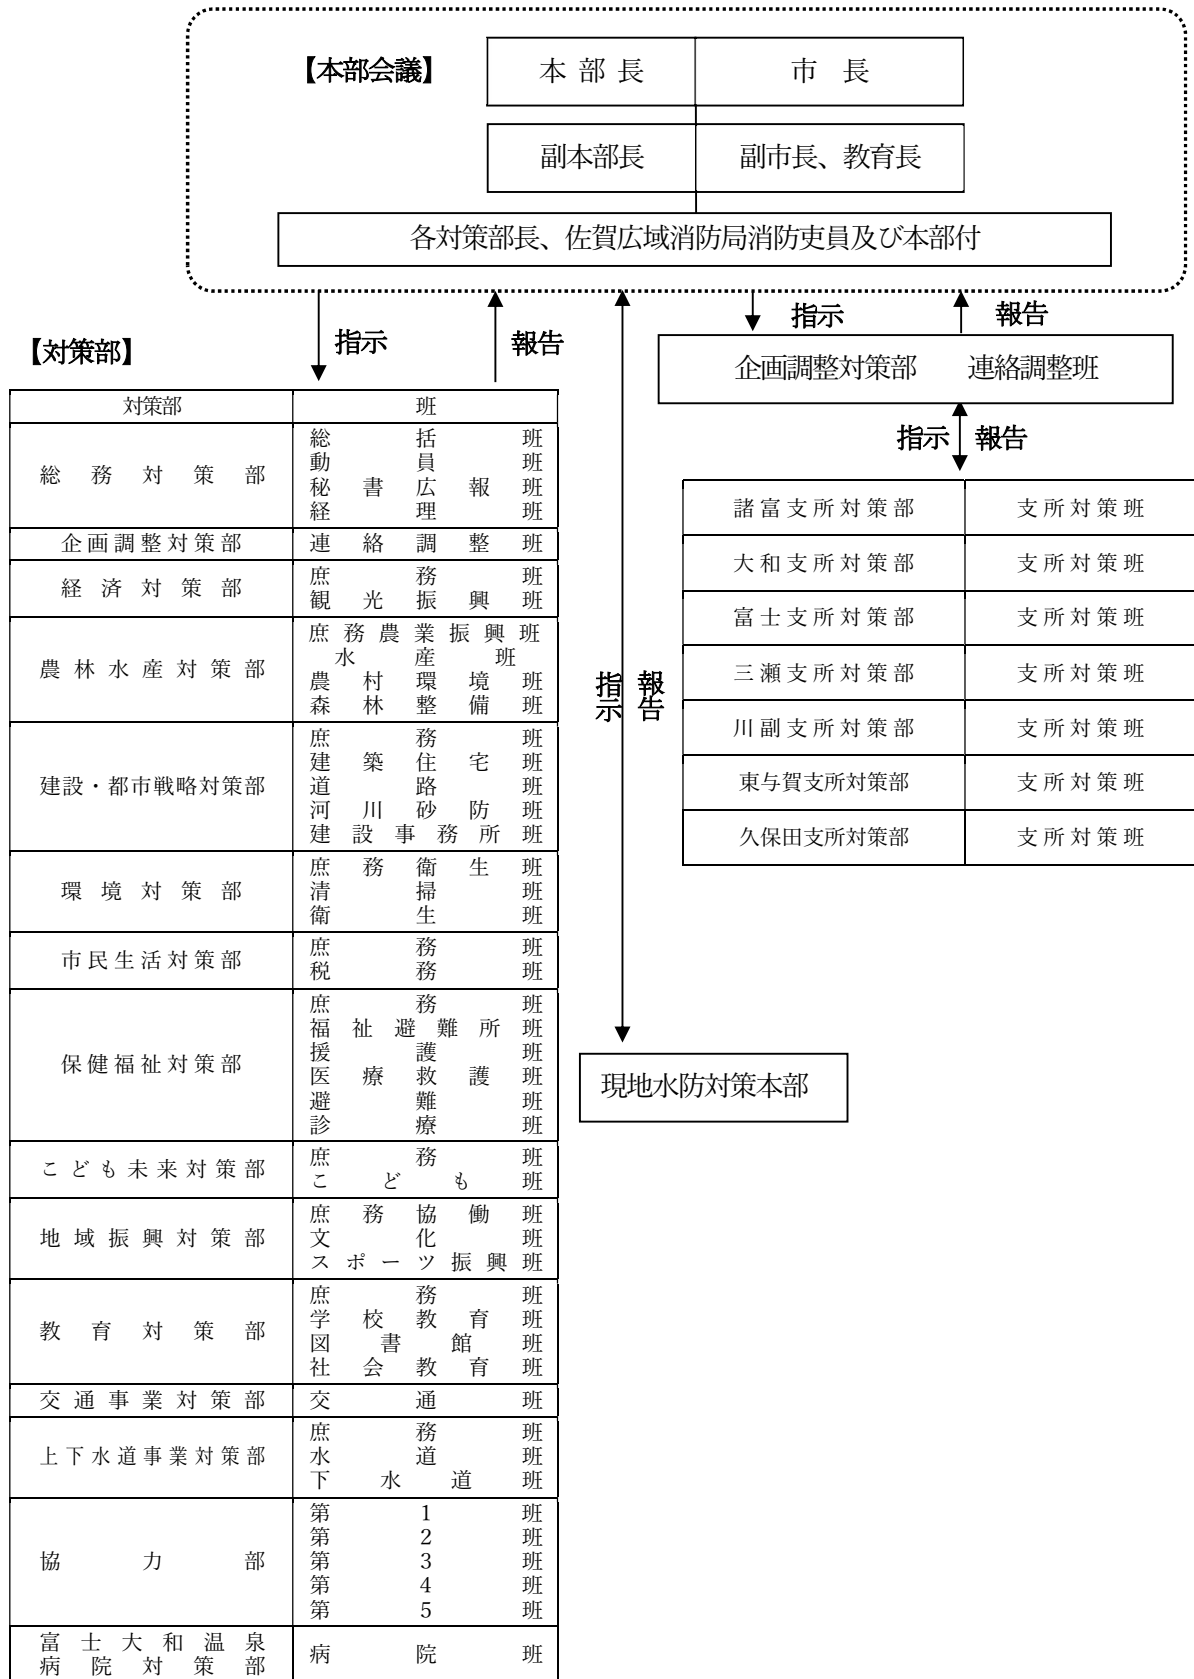 【本部会議】 本部長 市長
副本部長 副市長、教育長
各対策部長、佐賀広域消防局消防吏員及び本部付
指示 報告 指示 報告
【対策部】
企画調整対策部 連絡調整班
指示 報告
対策部 班
総務対策部
総括班
動員班
秘書広報班
経理班
企画調整対策部 連絡調整班
経済対策部
庶務班
観光振興班
農林水産対策部
庶務農業振興班
水産班
農村環境班
森林整備班
建設・都市戦略対策部
庶務班
建築住宅班
道路班
河川砂防班
建設事務所班
環境対策部
庶務衛生班
清掃班
衛生班
市民生活対策部
庶務班
税務班
保健福祉対策部
庶務班
福祉避難所班
援護班
医療救護班
避難班
診療班
こども未来対策部
庶務班
こども班
地域振興対策部
庶務協働班
文化班
スポーツ振興班
教育対策部
庶務班
学校教育班
図書館班
社会教育班
交通事業対策部 交通班
上下水道事業対策部
庶務班
水道班
下水道班
協力部
第1班
第2班
第3班
第4班
第5班
富士大和温泉
病院対策部
病院班
指示
報告
現地水防対策本部
諸富支所対策部 支所対策班
大和支所対策部 支所対策班
富士支所対策部 支所対策班
三瀬支所対策部 支所対策班
川副支所対策部 支所対策班
東与賀支所対策部 支所対策班
久保田支所対策部 支所対策班